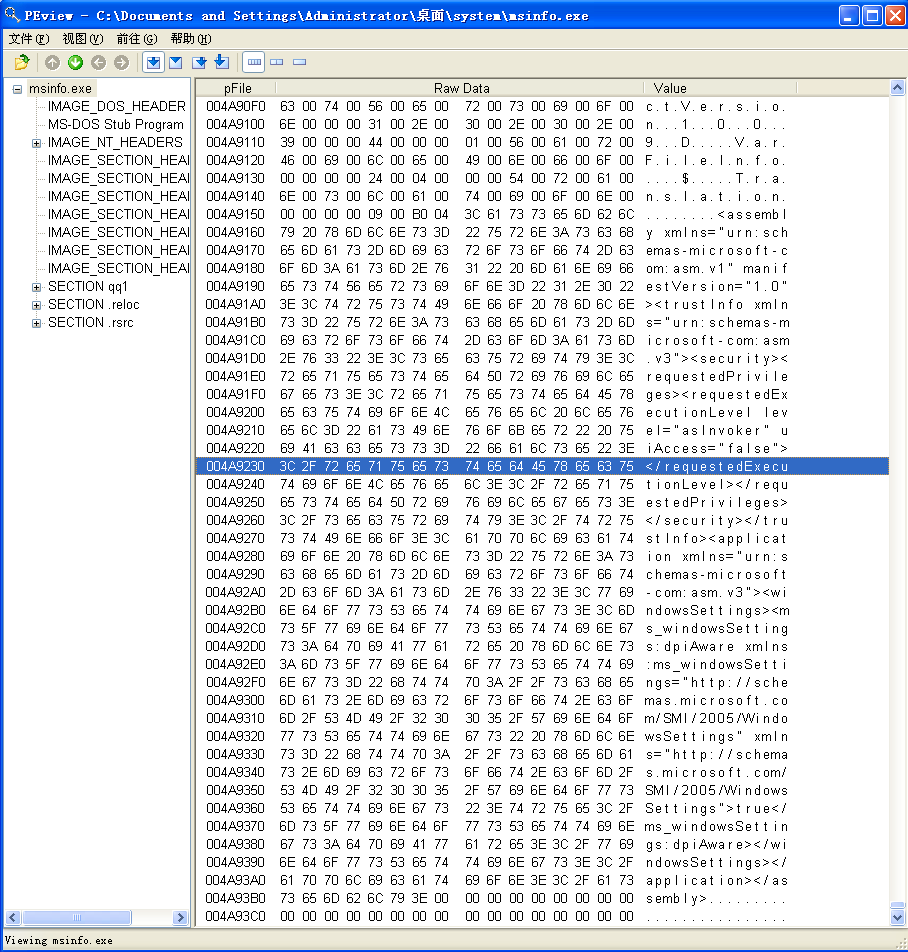 PEview - C:\Documents and Settings\Administrator\桌面\system\msinfo.exe
文件(F) 视图(V) 前往(G) 帮助(H)
msinfo.exe
IMAGE_DOS_HEADER
MS-DOS Stub Program
IMAGE_NT_HEADERS
IMAGE_SECTION_HEA
IMAGE_SECTION_HEA
IMAGE_SECTION_HEA
IMAGE_SECTION_HEA
IMAGE_SECTION_HEA
IMAGE_SECTION_HEA
IMAGE_SECTION_HEA
SECTION qq1
SECTION .reloc
SECTION .rsrc
pFile Raw Data Value
004A90F0 63 00 74 00 56 00 65 00 72 00 73 00 69 00 6F 00 c.t.V.e.r.s.i.o.
004A9100 6E 00 00 00 31 00 2E 00 30 00 2E 00 30 00 2E 00 n...1...0...0...
004A9110 39 00 00 00 44 00 00 00 01 00 56 00 61 00 72 00 9...D.....V.a.r.
004A9120 46 00 69 00 6C 00 65 00 49 00 6E 00 66 00 6F 00 F.i.l.e.I.n.f.o.
004A9130 00 00 00 00 24 00 04 00 00 00 54 00 72 00 61 00 ....$.....T.r.a.
004A9140 6E 00 73 00 6C 00 61 00 74 00 69 00 6F 00 6E 00 n.s.l.a.t.i.o.n.
004A9150 00 00 00 00 09 00 B0 04 3C 61 73 73 65 6D 62 6C ........<assembl
004A9160 79 20 78 6D 6C 6E 73 3D 22 75 72 6E 3A 73 63 68 y xmlns="urn:sch
004A9170 65 6D 61 73 2D 6D 69 63 72 6F 73 6F 66 74 2D 63 emas-microsoft-c
004A9180 6F 6D 3A 61 73 6D 2E 76 31 22 20 6D 61 6E 69 66 om:asm.v1" manif
004A9190 65 73 74 56 65 72 73 69 6F 6E 3D 22 31 2E 30 22 estVersion="1.0"
004A91A0 3E 3C 74 72 75 73 74 49 6E 66 6F 20 78 6D 6C 6E ><trustInfo xmln
004A91B0 73 3D 22 75 72 6E 3A 73 63 68 65 6D 61 73 2D 6D s="urn:schemas-m
004A91C0 69 63 72 6F 73 6F 66 74 2D 63 6F 6D 3A 61 73 6D icrosoft-com:asm
004A91D0 2E 76 33 22 3E 3C 73 65 63 75 72 69 74 79 3E 3C .v3"><security><
004A91E0 72 65 71 75 65 73 74 65 64 50 72 69 76 69 6C 65 requestedPrivile
004A91F0 67 65 73 3E 3C 72 65 71 75 65 73 74 65 64 45 78 ges><requestedEx
004A9200 65 63 75 74 69 6F 6E 4C 65 76 65 6C 20 6C 65 76 ecutionLevel lev
004A9210 65 6C 3D 22 61 73 49 6E 76 6F 6B 65 72 22 20 75 el="asInvoker" u
004A9220 69 41 63 63 65 73 73 3D 22 66 61 6C 73 65 22 3E iAccess="false">
004A9230 3C 2F 72 65 71 75 65 73 74 65 64 45 78 65 63 75 </requestedExecu
004A9240 74 69 6F 6E 4C 65 76 65 6C 3E 3C 2F 72 65 71 75 tionLevel></requ
004A9250 65 73 74 65 64 50 72 69 76 69 6C 65 67 65 73 3E estedPrivileges>
004A9260 3C 2F 73 65 63 75 72 69 74 79 3E 3C 2F 74 72 75 </security></tru
004A9270 73 74 49 6E 66 6F 3E 3C 61 70 70 6C 69 63 61 74 stInfo><applicat
004A9280 69 6F 6E 20 78 6D 6C 6E 73 3D 22 75 72 6E 3A 73 ion xmlns="urn:s
004A9290 63 68 65 6D 61 73 2D 6D 69 63 72 6F 73 6F 66 74 chemas-microsoft
004A92A0 2D 63 6F 6D 3A 61 73 6D 2E 76 33 22 3E 3C 77 69 -com:asm.v3"><wi
004A92B0 6E 64 6F 77 73 53 65 74 74 69 6E 67 73 3E 3C 6D ndowsSettings><m
004A92C0 73 5F 77 69 6E 64 6F 77 73 53 65 74 74 69 6E 67 s_windowsSetting
004A92D0 73 3A 64 70 69 41 77 61 72 65 20 78 6D 6C 6E 73 s:dpiAware xmlns
004A92E0 3A 6D 73 5F 77 69 6E 64 6F 77 73 53 65 74 74 69 :ms_windowsSetti
004A92F0 6E 67 73 3D 22 68 74 74 70 3A 2F 2F 73 63 68 65 ngs="http://sche
004A9300 6D 61 73 2E 6D 69 63 72 6F 73 6F 66 74 2E 63 6F mas.microsoft.co
004A9310 6D 2F 53 4D 49 2F 32 30 30 35 2F 57 69 6E 64 6F m/SMI/2005/Windo
004A9320 77 73 53 65 74 74 69 6E 67 73 22 20 78 6D 6C 6E wsSettings" xmln
004A9330 73 3D 22 68 74 74 70 3A 2F 2F 73 63 68 65 6D 61 s="http://schema
004A9340 73 2E 6D 69 63 72 6F 73 6F 66 74 2E 63 6F 6D 2F s.microsoft.com/
004A9350 53 4D 49 2F 32 30 30 35 2F 57 69 6E 64 6F 77 73 SMI/2005/Windows
004A9360 53 65 74 74 69 6E 67 73 22 3E 74 72 75 65 3C 2F Settings">true</
004A9370 6D 73 5F 77 69 6E 64 6F 77 73 53 65 74 74 69 6E ms_windowsSettin
004A9380 67 73 3A 64 70 69 41 77 61 72 65 3E 3C 2F 77 69 gs:dpiAware></wi
004A9390 6E 64 6F 77 73 53 65 74 74 69 6E 67 73 3E 3C 2F ndowsSettings></
004A93A0 61 70 70 6C 69 63 61 74 69 6F 6E 3E 3C 2F 61 73 application></as
004A93B0 73 65 6D 62 6C 79 3E 00 00 00 00 00 00 00 00 00 sembly>.........
004A93C0 00 00 00 00 00 00 00 00 00 00 00 00 00 00 00 00 ................
Viewing msinfo.exe